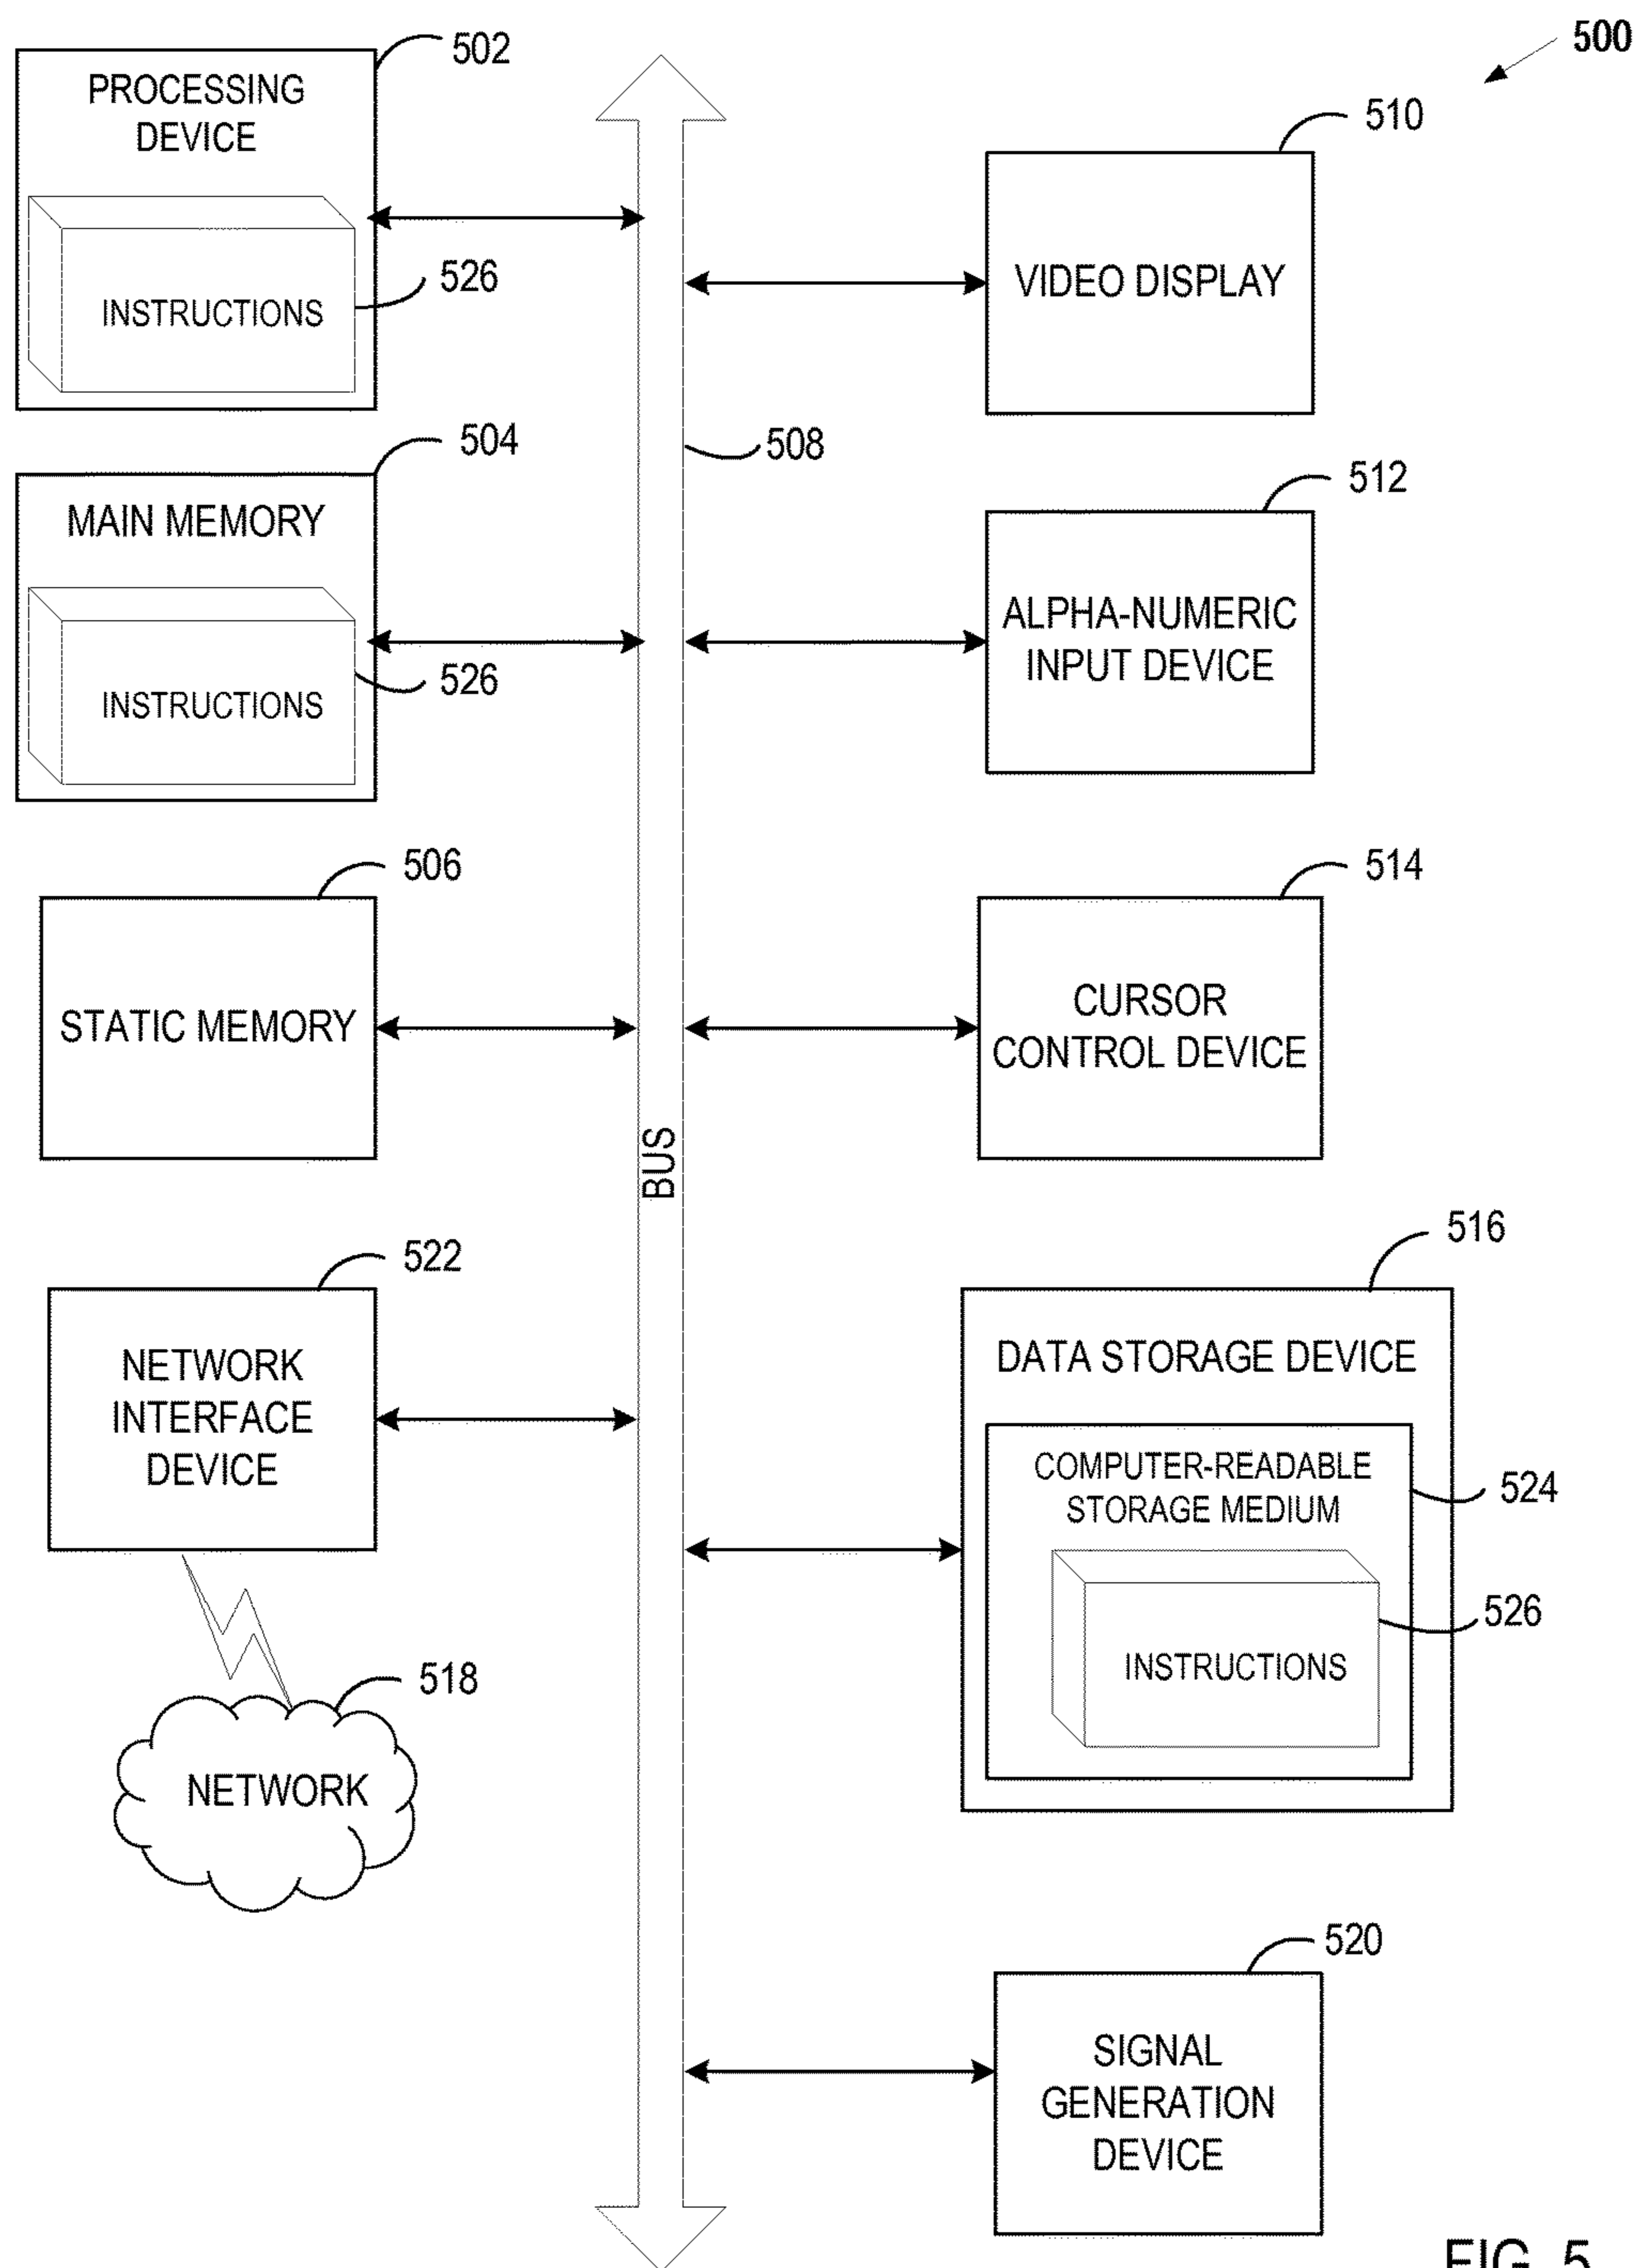 500
502
PROCESSING
DEVICE
INSTRUCTIONS
526
504
MAIN MEMORY
INSTRUCTIONS
526
506
STATIC MEMORY
522
NETWORK
INTERFACE
DEVICE
518
NETWORK
508
BUS
510
VIDEO DISPLAY
512
ALPHA-NUMERIC
INPUT DEVICE
514
CURSOR
CONTROL DEVICE
516
DATA STORAGE DEVICE
COMPUTER-READABLE
STORAGE MEDIUM
524
INSTRUCTIONS
526
520
SIGNAL
GENERATION
DEVICE
FIG. 5